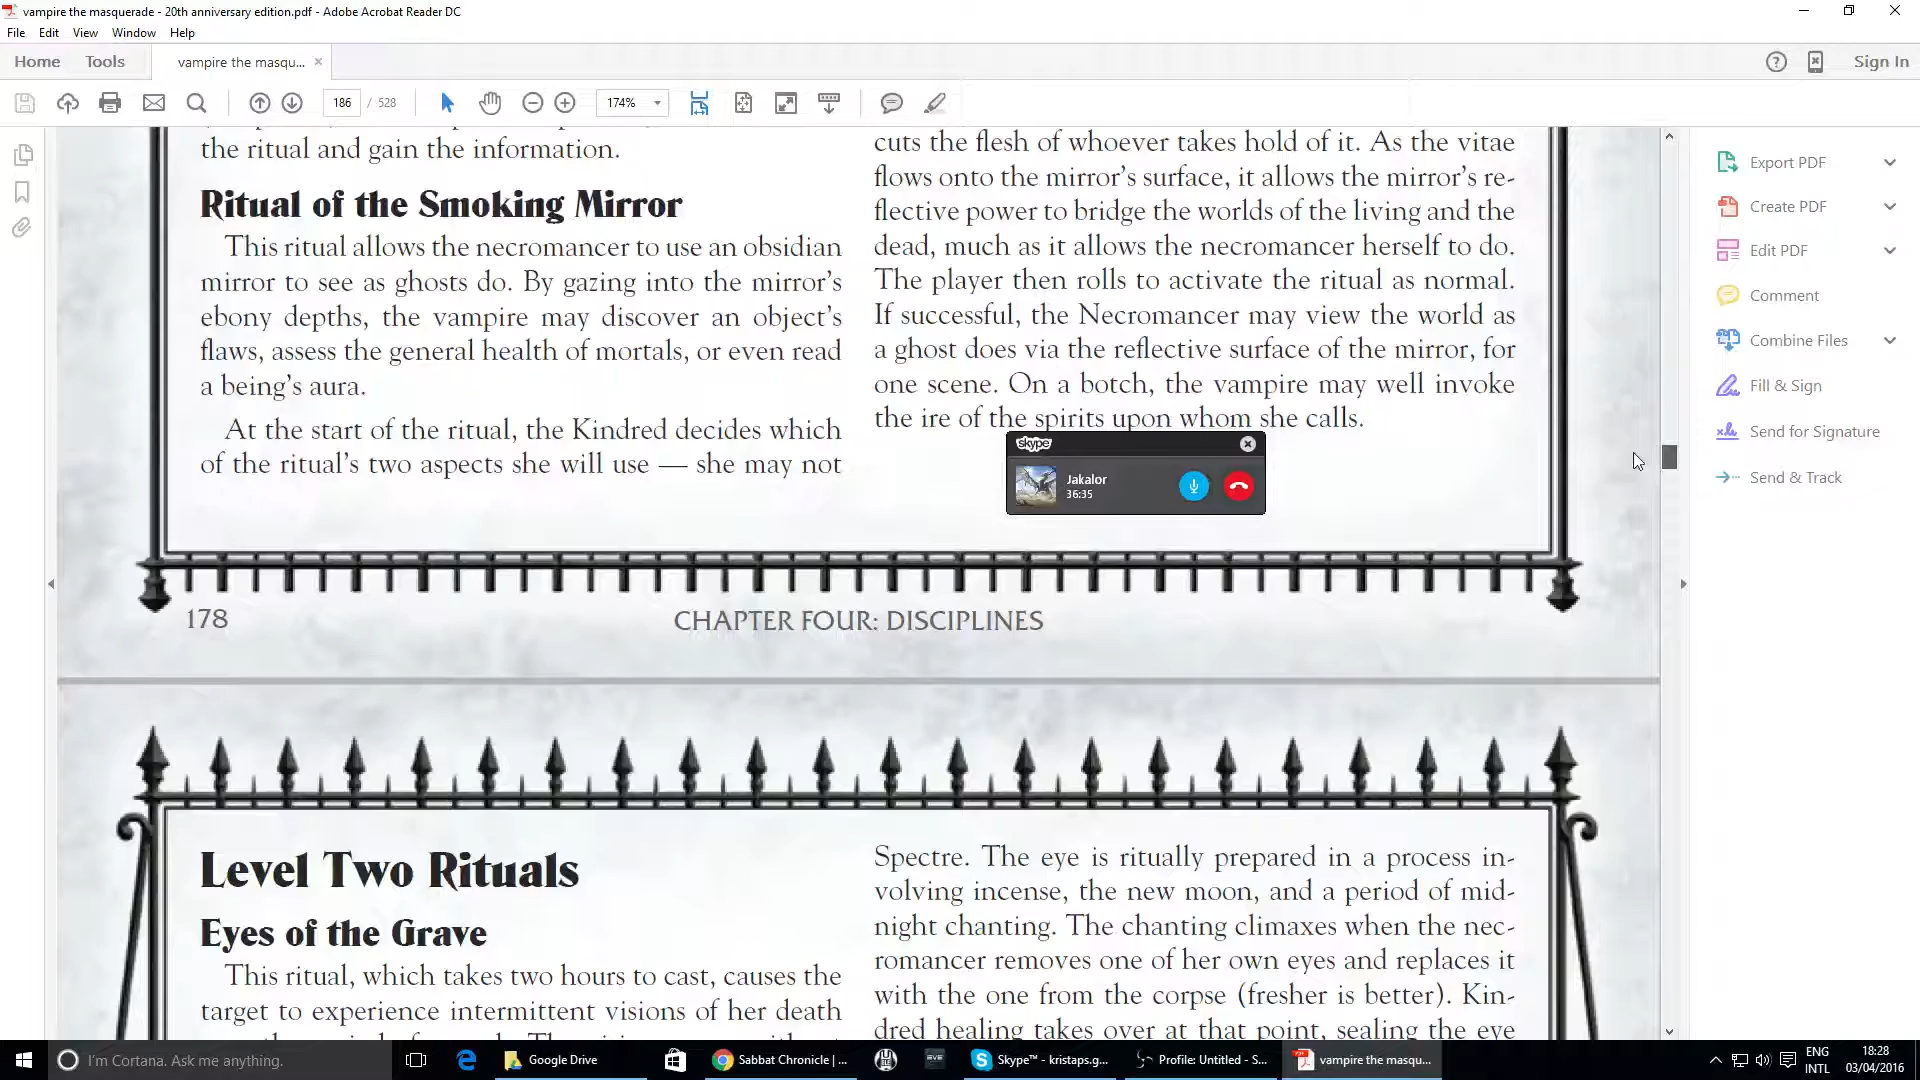 vampire the masquerade - 20th anniversary edition.pdf - Adobe Acrobat Reader DC
File Edit View Window Help
Home Tools vampire the masqu... Sign In
186 / 528 174%
the ritual and gain the information.
Ritual of the Smoking Mirror
This ritual allows the necromancer to use an obsidian
mirror to see as ghosts do. By gazing into the mirror's
ebony depths, the vampire may discover an object's
flaws, assess the general health of mortals, or even read
a being's aura.
At the start of the ritual, the Kindred decides which
of the ritual's two aspects she will use — she may not
cuts the flesh of whoever takes hold of it. As the vitae
flows onto the mirror's surface, it allows the mirror's re-
flective power to bridge the worlds of the living and the
dead, much as it allows the necromancer herself to do.
The player then rolls to activate the ritual as normal.
If successful, the Necromancer may view the world as
a ghost does via the reflective surface of the mirror, for
one scene. On a botch, the vampire may well invoke
the ire of the spirits upon whom she calls.
skype
Jakalor
36:35
178
CHAPTER FOUR: DISCIPLINES
Level Two Rituals
Eyes of the Grave
This ritual, which takes two hours to cast, causes the
target to experience intermittent visions of her death
Spectre. The eye is ritually prepared in a process in-
volving incense, the new moon, and a period of mid-
night chanting. The chanting climaxes when the nec-
romancer removes one of her own eyes and replaces it
with the one from the corpse (fresher is better). Kin-
dred healing takes over at that point, sealing the eye
Export PDF
Create PDF
Edit PDF
Comment
Combine Files
Fill & Sign
Send for Signature
Send & Track
I'm Cortana. Ask me anything.
Google Drive
Sabbat Chronicle | ...
Skype™ - kristaps.g...
Profile: Untitled - S...
vampire the masqu...
ENG
INTL
18:28
03/04/2016